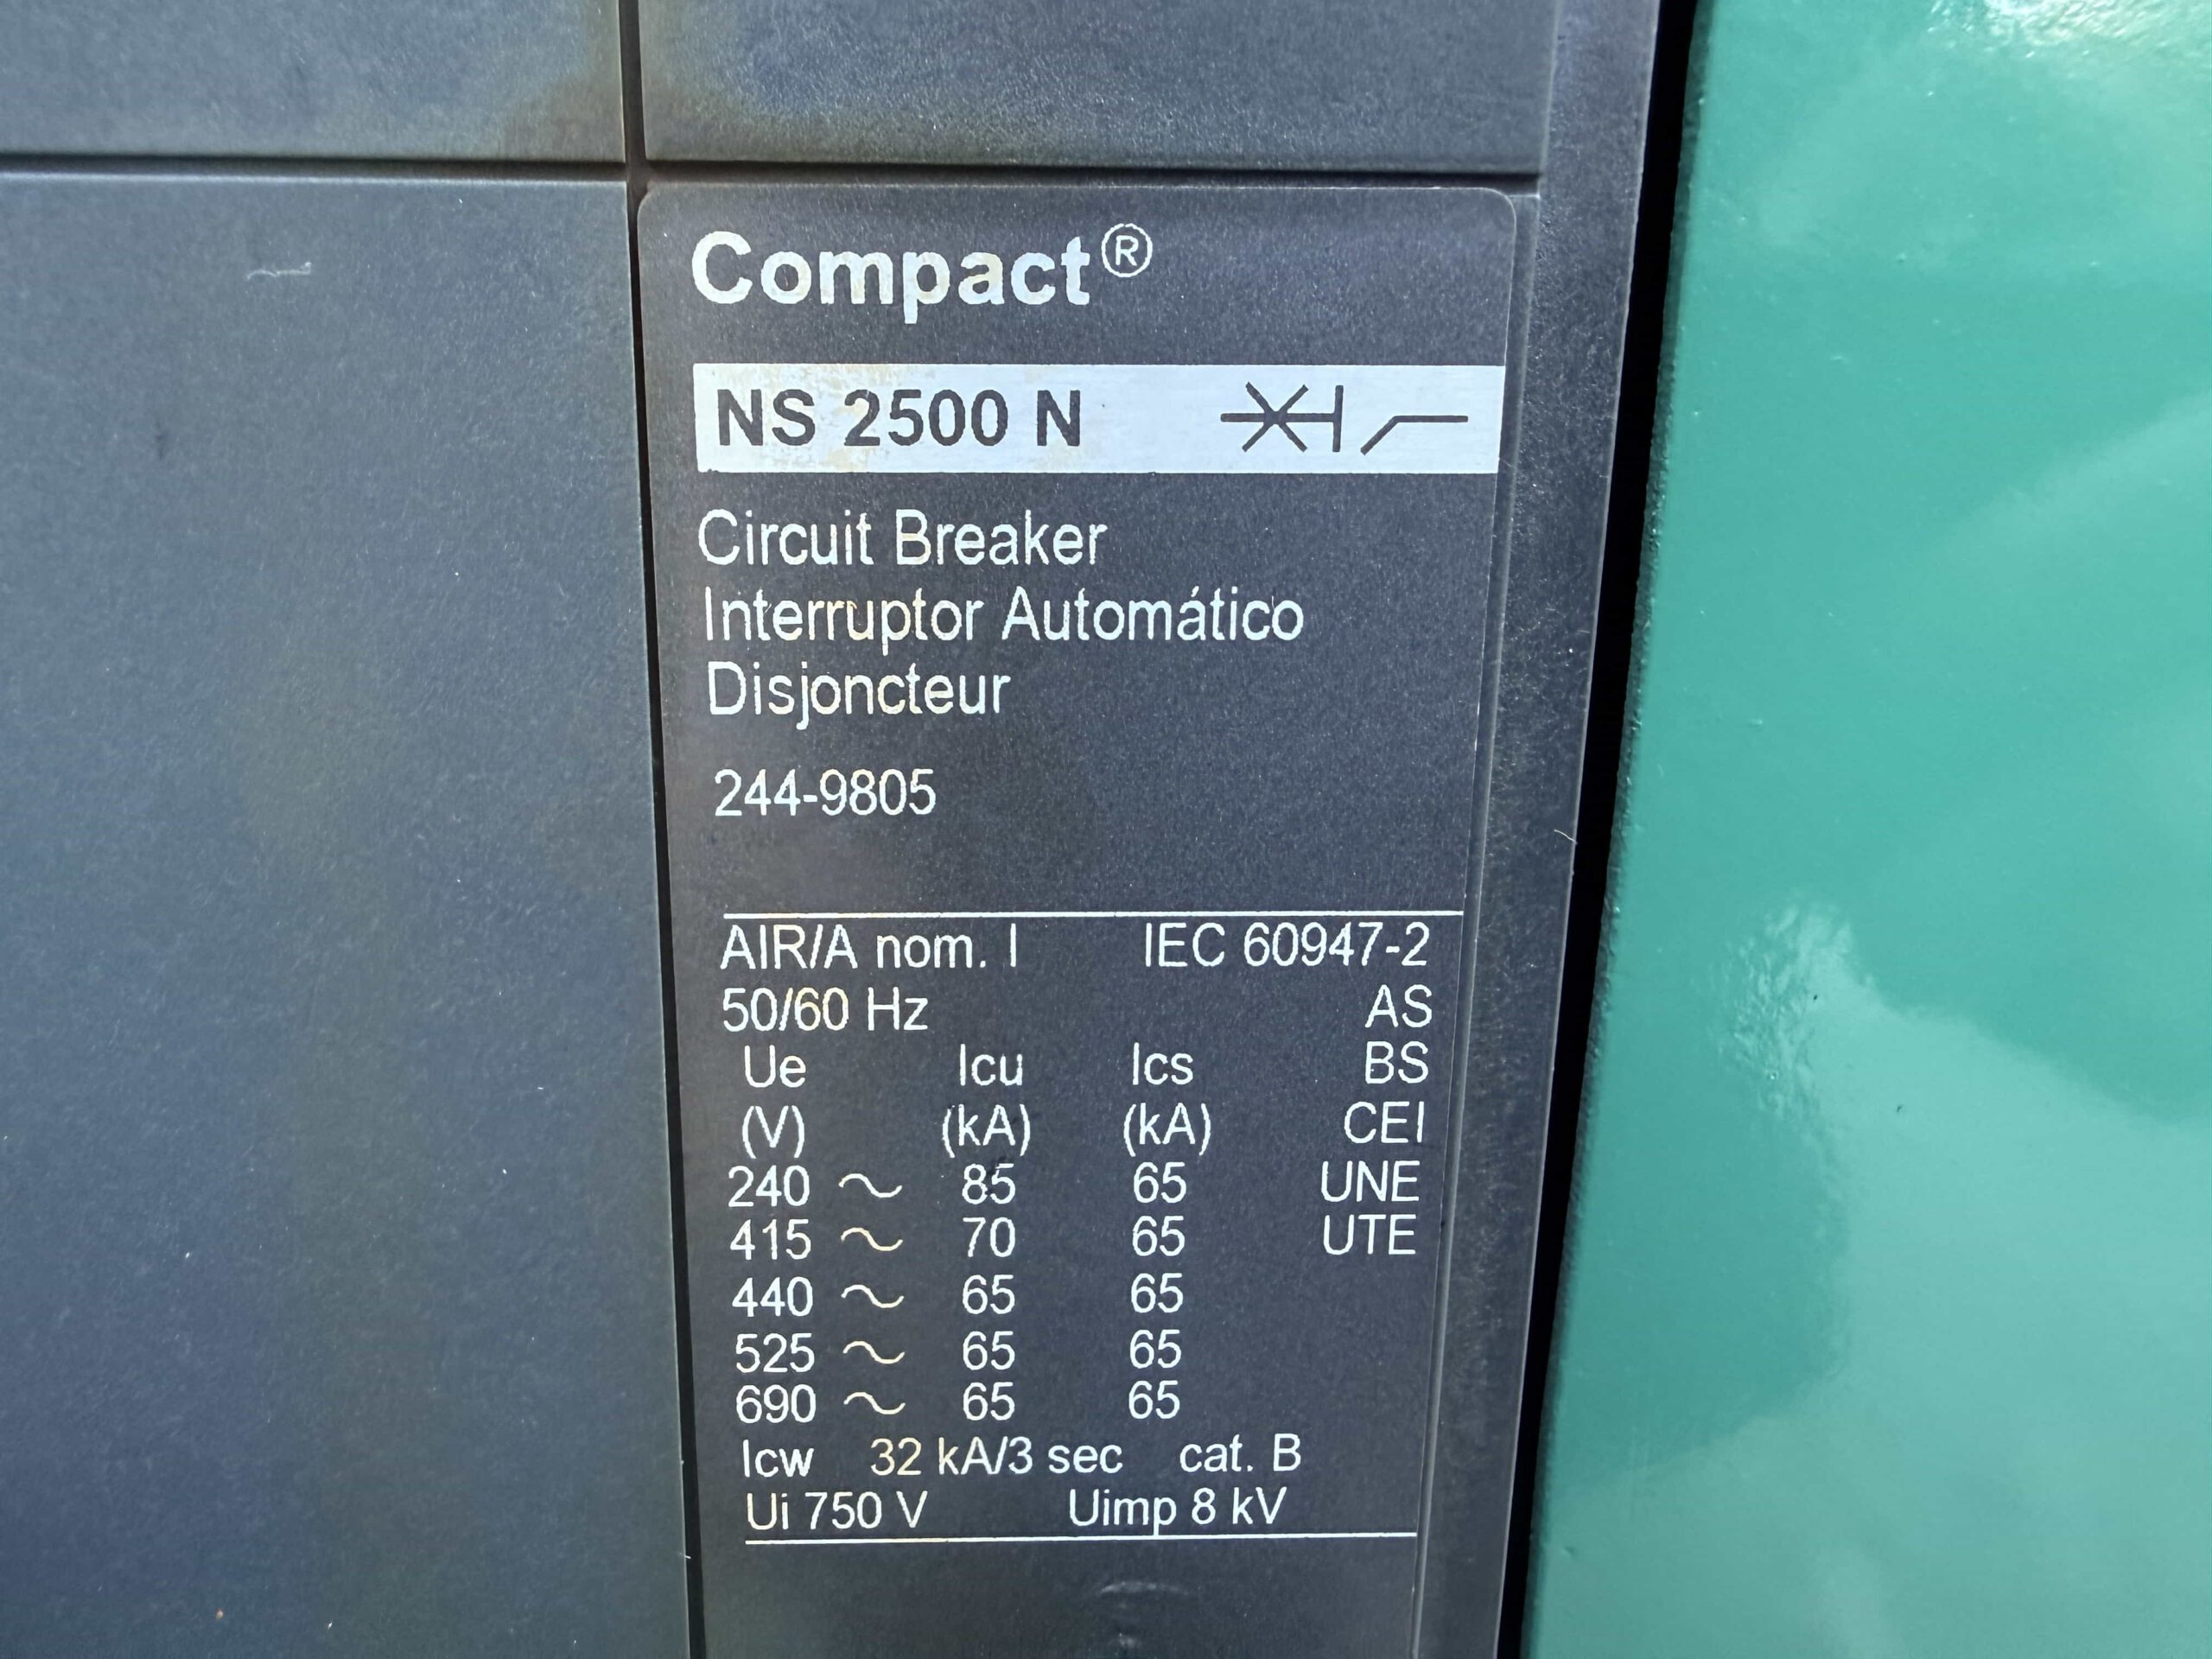 Compact®
NS 2500 N
Circuit Breaker
Interruptor Automático
Disjoncteur
244-9805
AIR/A nom. I IEC 60947-2
50/60 Hz AS
Ue Icu Ics BS
(V) (kA) (kA) CEI
240 ~ 85 65 UNE
415 ~ 70 65 UTE
440 ~ 65 65
525 ~ 65 65
690 ~ 65 65
Icw 32 kA/3 sec cat. B
Ui 750 V Uimp 8 kV